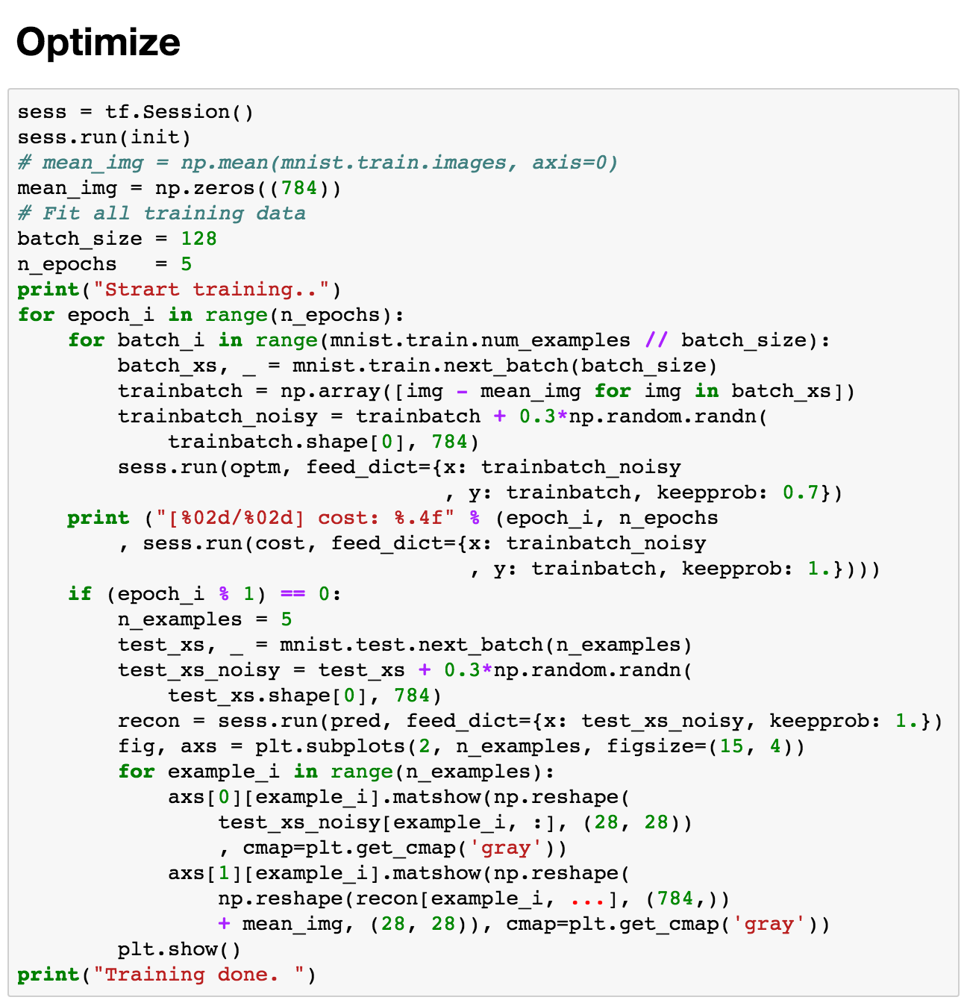 Optimize
sess = tf.Session()
sess.run(init)
# mean_img = np.mean(mnist.train.images, axis=0)
mean_img = np.zeros((784))
# Fit all training data
batch_size = 128
n_epochs   = 5
print("Strart training..")
for epoch_i in range(n_epochs):
    for batch_i in range(mnist.train.num_examples // batch_size):
        batch_xs, _ = mnist.train.next_batch(batch_size)
        trainbatch = np.array([img - mean_img for img in batch_xs])
        trainbatch_noisy = trainbatch + 0.3*np.random.randn(
            trainbatch.shape[0], 784)
        sess.run(optm, feed_dict={x: trainbatch_noisy
                                  , y: trainbatch, keepprob: 0.7})
    print ("[%02d/%02d] cost: %.4f" % (epoch_i, n_epochs
        , sess.run(cost, feed_dict={x: trainbatch_noisy
                                    , y: trainbatch, keepprob: 1.})))
    if (epoch_i % 1) == 0:
        n_examples = 5
        test_xs, _ = mnist.test.next_batch(n_examples)
        test_xs_noisy = test_xs + 0.3*np.random.randn(
            test_xs.shape[0], 784)
        recon = sess.run(pred, feed_dict={x: test_xs_noisy, keepprob: 1.})
        fig, axs = plt.subplots(2, n_examples, figsize=(15, 4))
        for example_i in range(n_examples):
            axs[0][example_i].matshow(np.reshape(
                test_xs_noisy[example_i, :], (28, 28))
                , cmap=plt.get_cmap('gray'))
            axs[1][example_i].matshow(np.reshape(
                np.reshape(recon[example_i, ...], (784,))
                + mean_img, (28, 28)), cmap=plt.get_cmap('gray'))
        plt.show()
print("Training done. ")